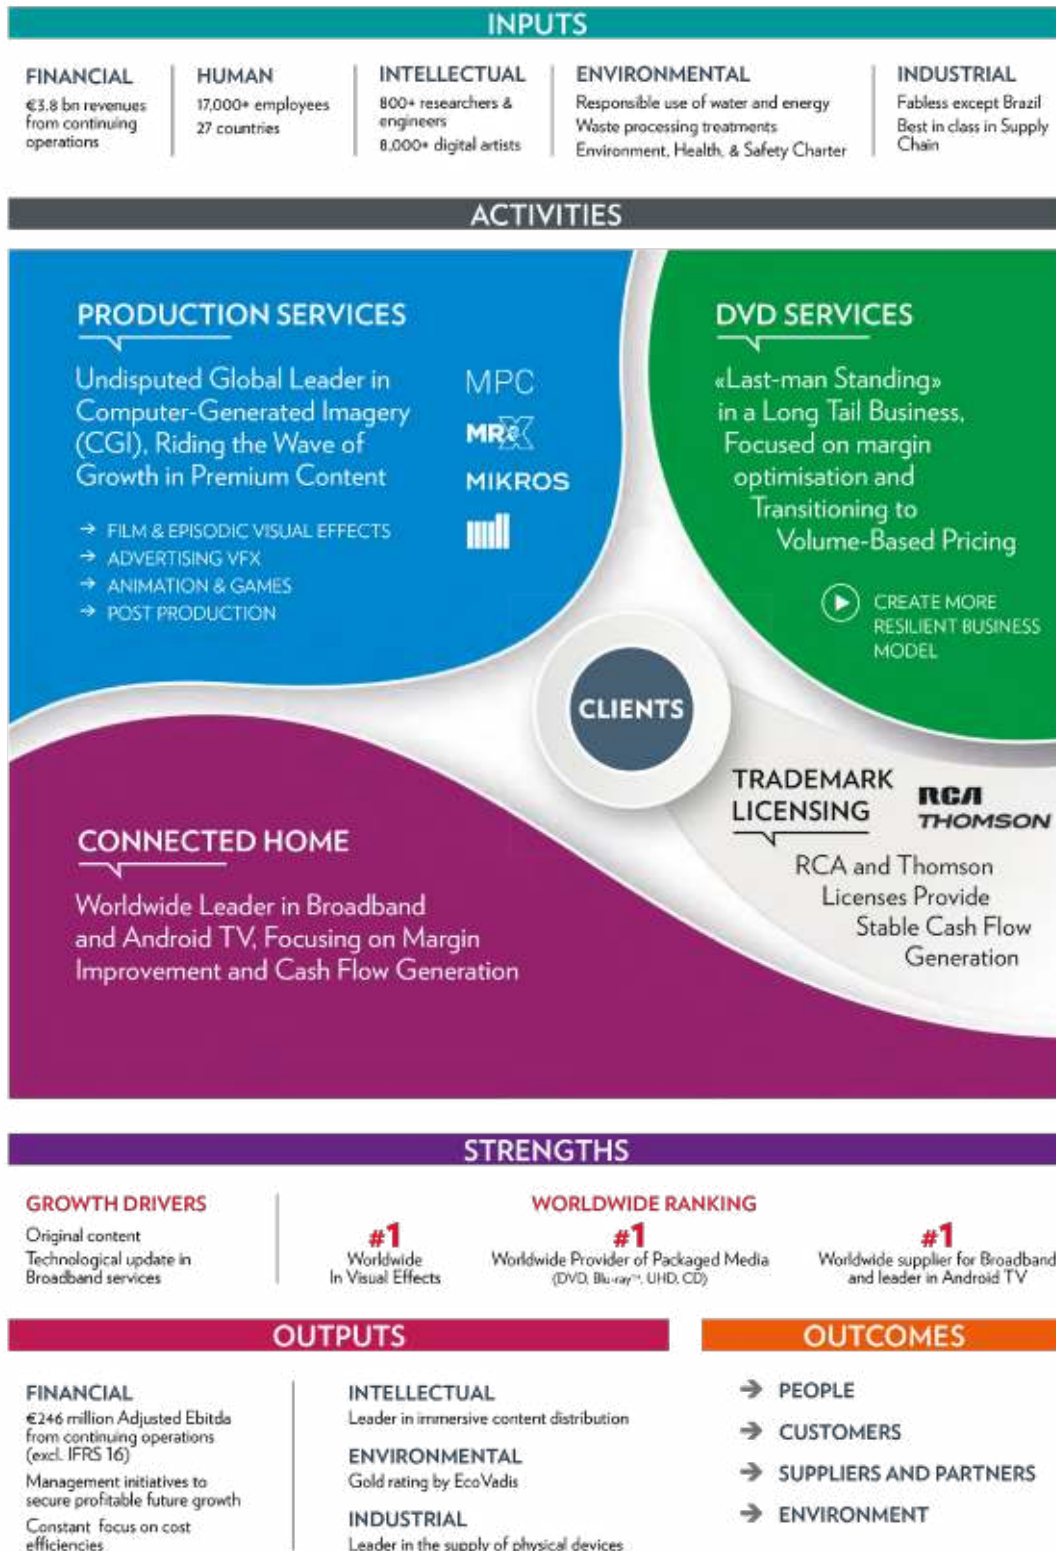 INPUTS
FINANCIAL
€3.8 bn revenues
from continuing
operations
HUMAN
17,000+ employees
27 countries
INTELLECTUAL
800+ researchers &
engineers
8,000+ digital artists
ENVIRONMENTAL
Responsible use of water and energy
Waste processing treatments
Environment, Health, & Safety Charter
INDUSTRIAL
Fabless except Brazil
Best in class in Supply
Chain
ACTIVITIES
PRODUCTION SERVICES
Undisputed Global Leader in
Computer-Generated Imagery
(CGI), Riding the Wave of
Growth in Premium Content
→ FILM & EPISODIC VISUAL EFFECTS
→ ADVERTISING VFX
→ ANIMATION & GAMES
→ POST PRODUCTION
MPC
MR X
MIKROS
DVD SERVICES
«Last-man Standing»
in a Long Tail Business,
Focused on margin
optimisation and
Transitioning to
Volume-Based Pricing
CREATE MORE
RESILIENT BUSINESS
MODEL
CLIENTS
TRADEMARK
LICENSING
RCA
THOMSON
RCA and Thomson
Licenses Provide
Stable Cash Flow
Generation
CONNECTED HOME
Worldwide Leader in Broadband
and Android TV, Focusing on Margin
Improvement and Cash Flow Generation
STRENGTHS
GROWTH DRIVERS
Original content
Technological update in
Broadband services
WORLDWIDE RANKING
#1
Worldwide
In Visual Effects
#1
Worldwide Provider of Packaged Media
(DVD, Blu-ray™, UHD, CD)
#1
Worldwide supplier for Broadband
and leader in Android TV
OUTPUTS
FINANCIAL
€246 million Adjusted Ebitda
from continuing operations
(excl. IFRS 16)
Management initiatives to
secure profitable future growth
Constant focus on cost
efficiencies
INTELLECTUAL
Leader in immersive content distribution
ENVIRONMENTAL
Gold rating by EcoVadis
INDUSTRIAL
Leader in the supply of physical devices
OUTCOMES
→ PEOPLE
→ CUSTOMERS
→ SUPPLIERS AND PARTNERS
→ ENVIRONMENT